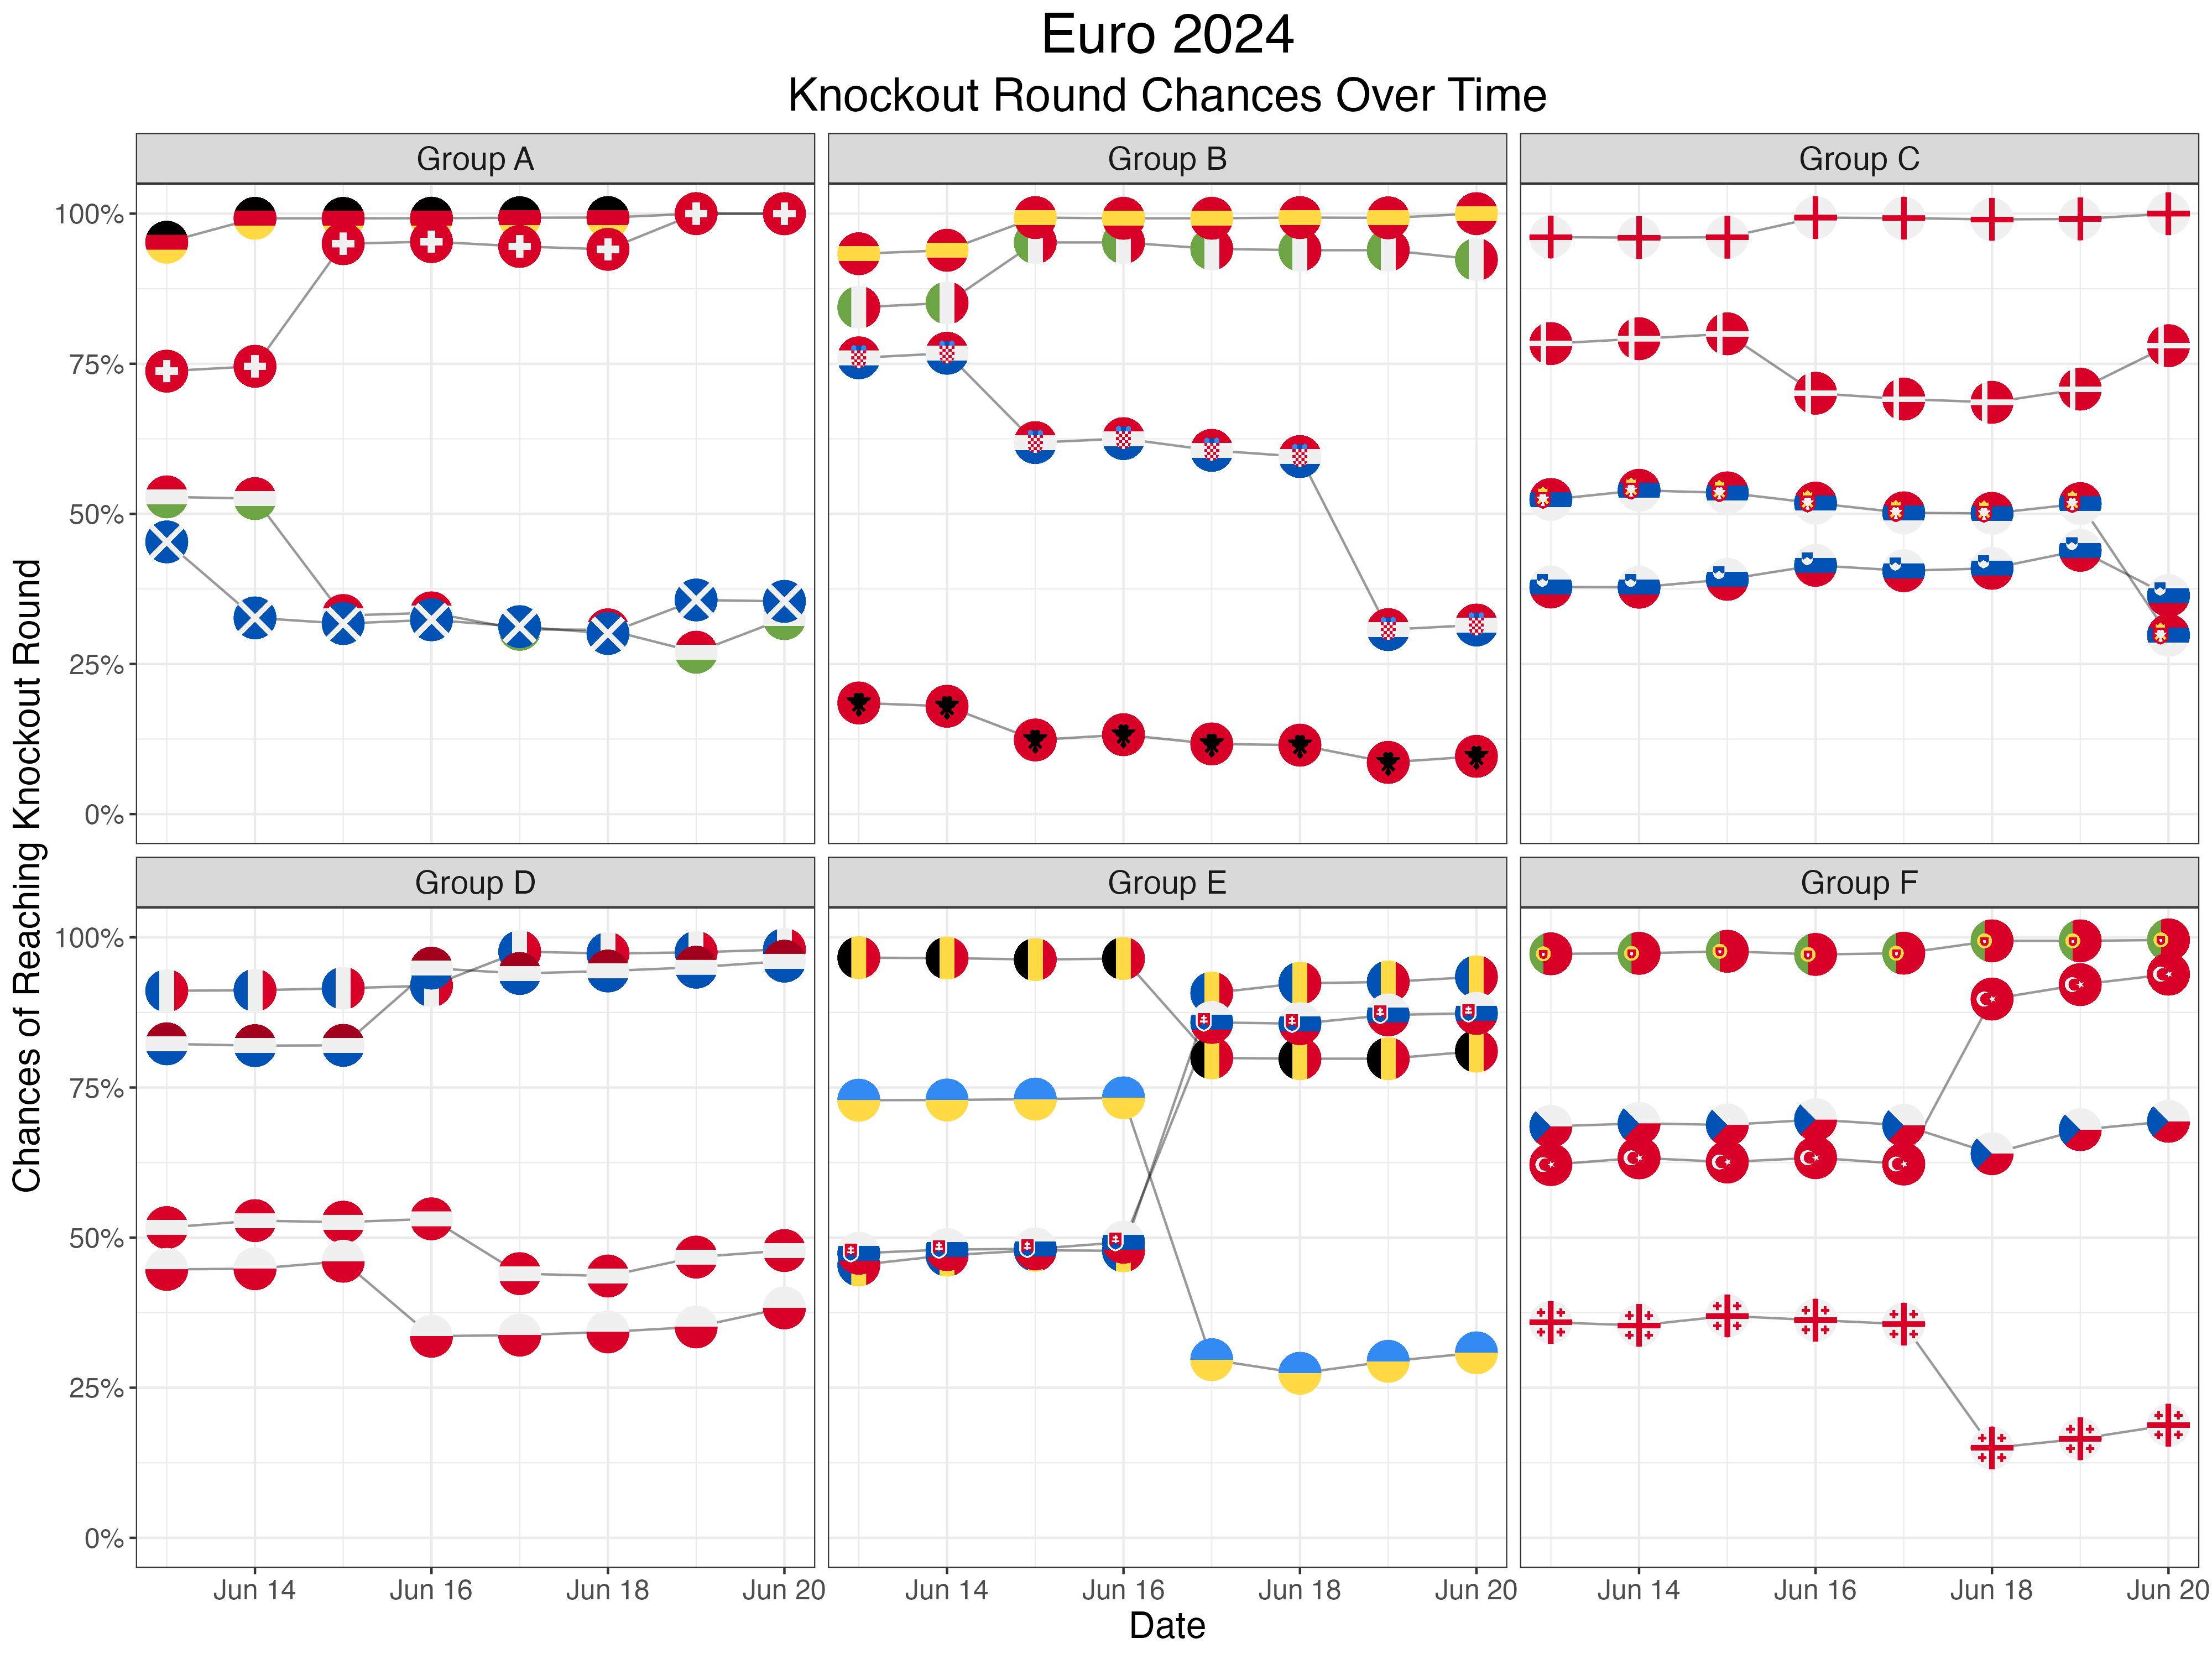 Euro 2024
Knockout Round Chances Over Time
Group A
Group B
Group C
100%
75%
50%
25%
0%
Chances of Reaching Knockout Round
Group D
Group E
Group F
100%
75%
50%
25%
0%
Jun 14 Jun 16 Jun 18 Jun 20
Jun 14 Jun 16 Jun 18 Jun 20
Jun 14 Jun 16 Jun 18 Jun 20
Date